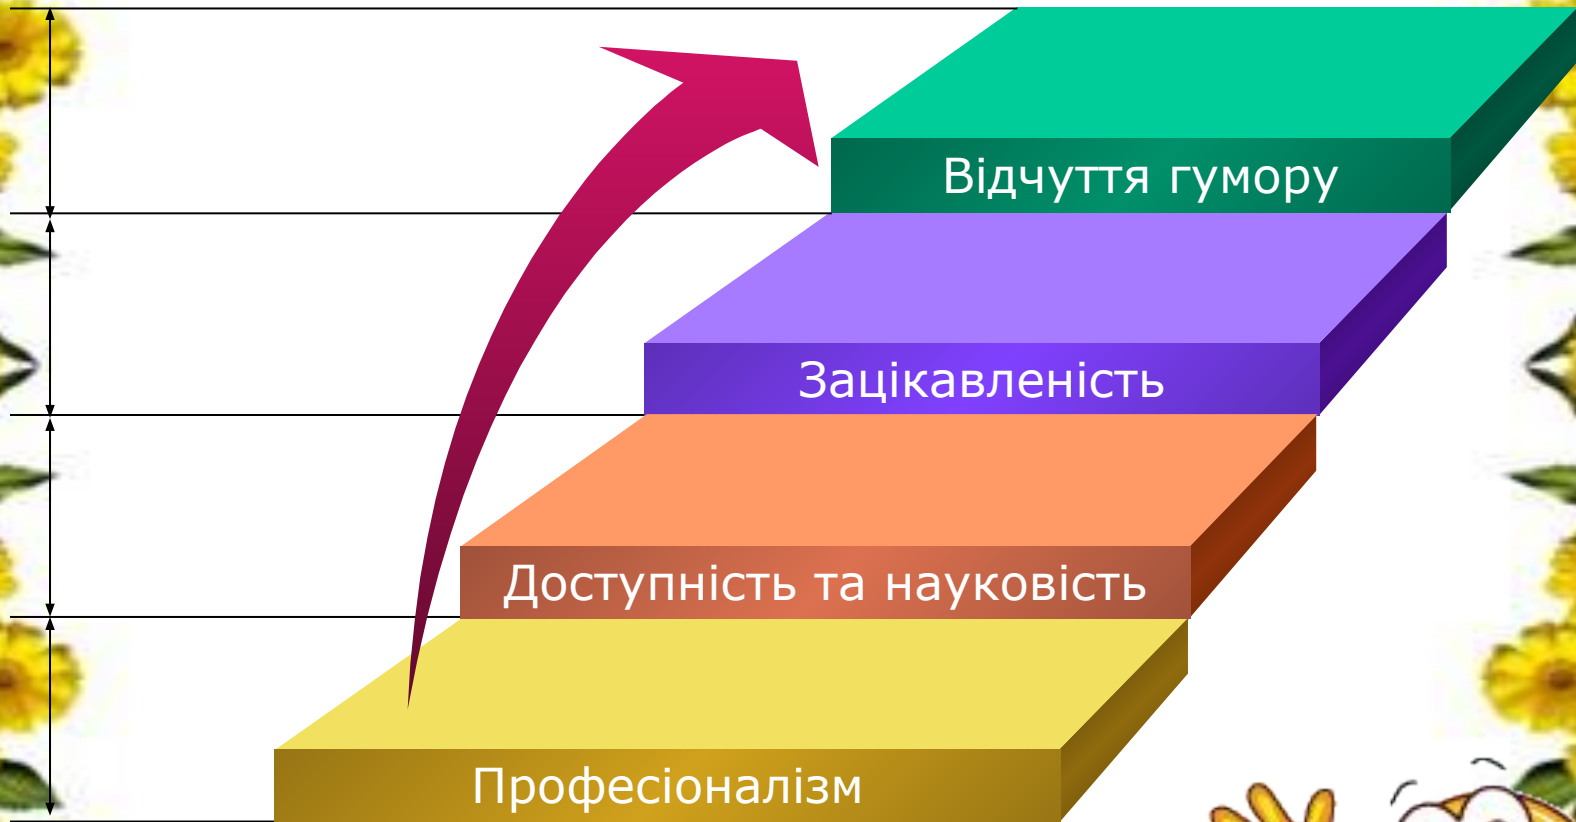 Відчуття гумору
Зацікавленість
Доступність та науковість
Професіоналізм